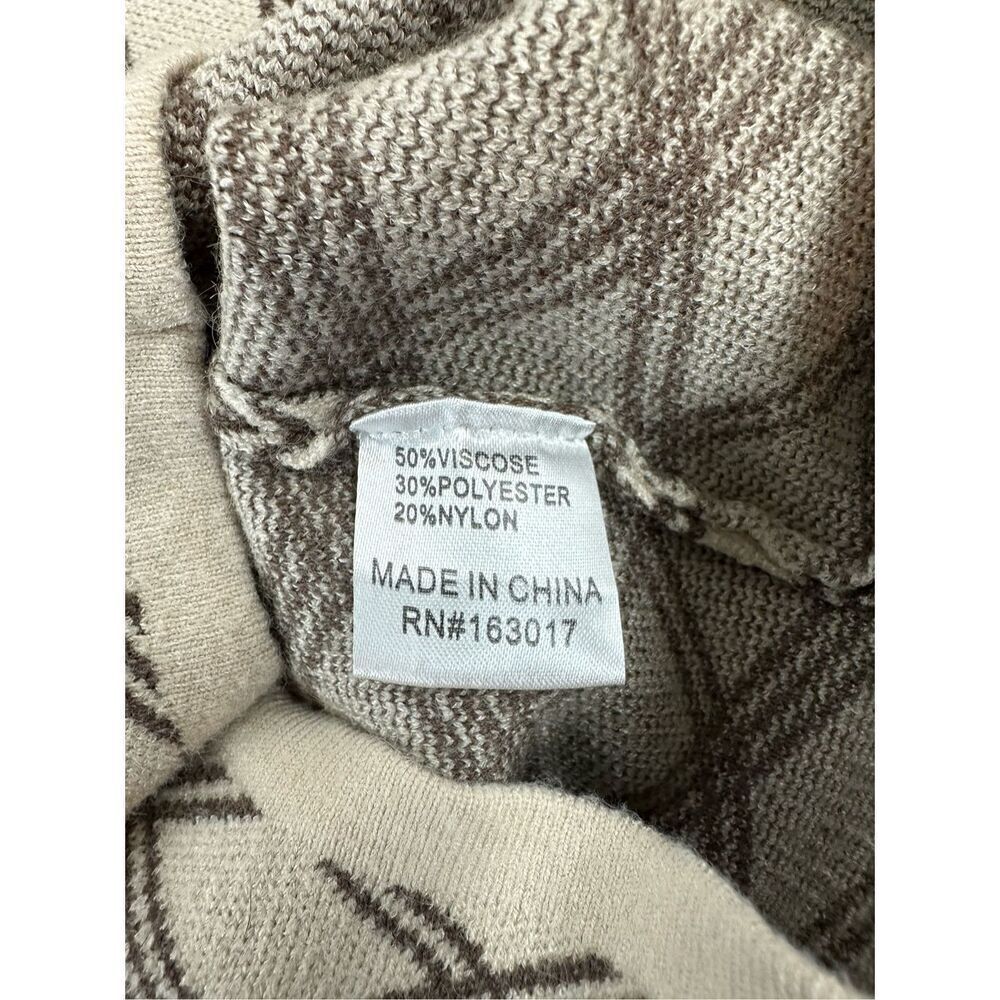 50%VISCOSE
30%POLYESTER
20%NYLON
MADE IN CHINA
RN#163017